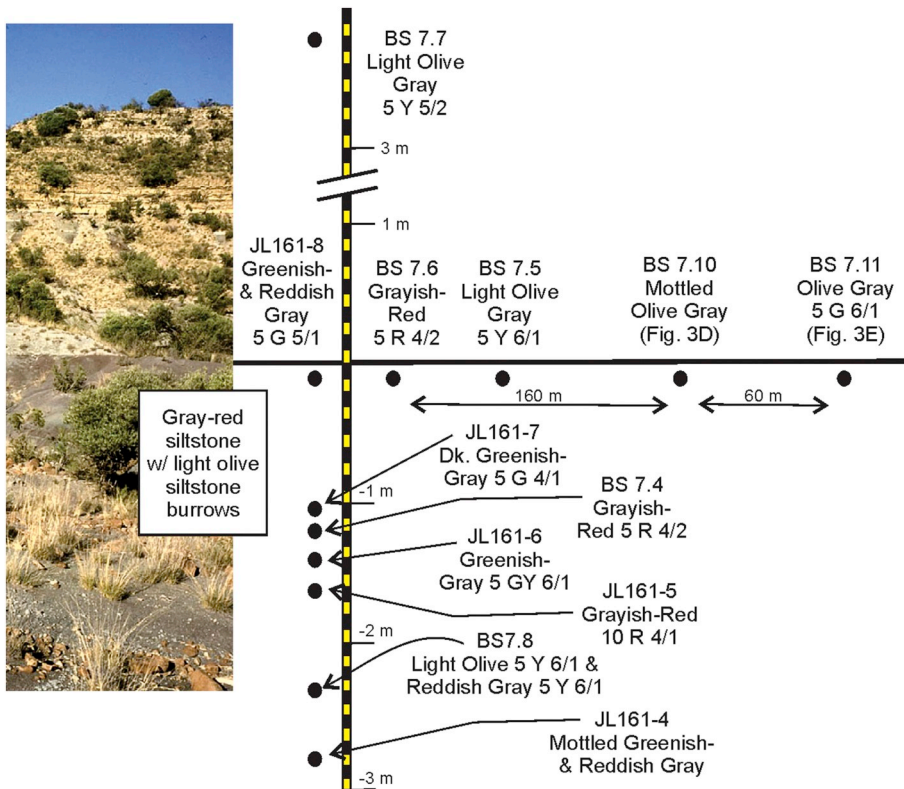 BS 7.7
Light Olive
Gray
5 Y 5/2
3 m
1 m
JL161-8
Greenish-
& Reddish
Gray
5 G 5/1
BS 7.6
Grayish-
Red
5 R 4/2
BS 7.5
Light Olive
Gray
5 Y 6/1
BS 7.10
Mottled
Olive Gray
(Fig. 3D)
BS 7.11
Olive Gray
5 G 6/1
(Fig. 3E)
160 m
60 m
Gray-red
siltstone
w/ light olive
siltstone
burrows
JL161-7
Dk. Greenish-
Gray 5 G 4/1
-1 m
BS 7.4
Grayish-
Red 5 R 4/2
JL161-6
Greenish-
Gray 5 GY 6/1
JL161-5
Grayish-Red
10 R 4/1
-2 m
BS7.8
Light Olive 5 Y 6/1 &
Reddish Gray 5 Y 6/1
JL161-4
Mottled Greenish-
& Reddish Gray
-3 m